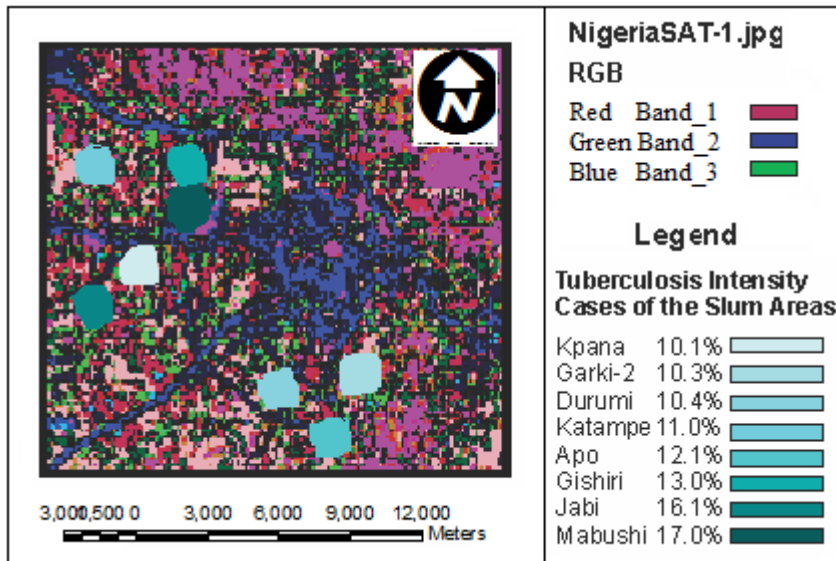 N
3,000 1,500 0 3,000 6,000 9,000 12,000
Meters
NigeriaSAT-1.jpg
RGB
Red Band_1
Green Band_2
Blue Band_3
Legend
Tuberculosis Intensity
Cases of the Slum Areas
Kpana 10.1%
Garki-2 10.3%
Durumi 10.4%
Katampe 11.0%
Apo 12.1%
Gishiri 13.0%
Jabi 16.1%
Mabushi 17.0%